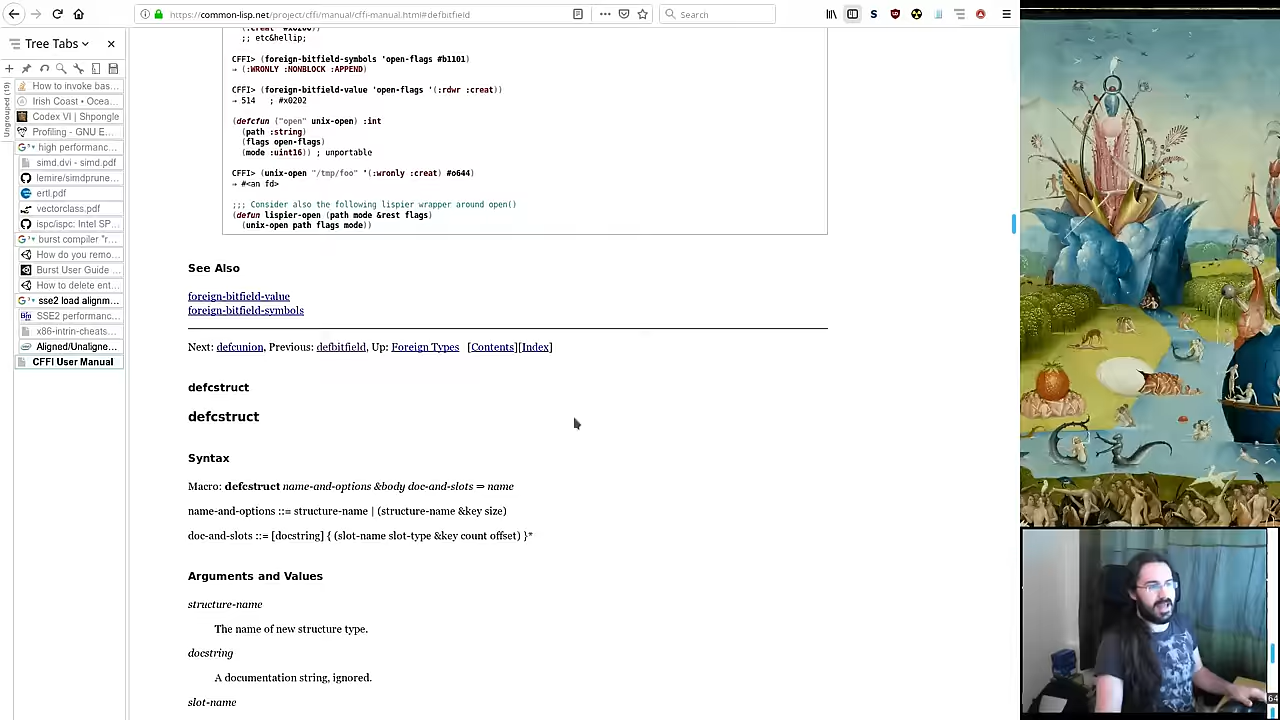 https://common-lisp.net/project/cffi/manual/cffi-manual.html#defbitfield
Search
Tree Tabs
Ungrouped (19)
How to invoke bas...
Irish Coast • Ocea...
Codex VI | Shpongle
Profiling - GNU E...
high performanc...
simd.dvi - simd.pdf
lemire/simdprune...
ertl.pdf
vectorclass.pdf
ispc/ispc: Intel SP...
burst compiler "r...
How do you remo...
Burst User Guide ...
How to delete ent...
sse2 load alignm...
SSE2 performanc...
x86-intrin-cheats...
Aligned/Unaligne...
CFFI User Manual
;; etc&hellip;
CFFI> (foreign-bitfield-symbols 'open-flags #b1101)
→ (:WRONLY :NONBLOCK :APPEND)
CFFI> (foreign-bitfield-value 'open-flags '(:rdwr :creat))
→ 514   ; #x0202
(defcfun ("open" unix-open) :int
(path :string)
(flags open-flags)
(mode :uint16)) ; unportable
CFFI> (unix-open "/tmp/foo" '(:wronly :creat) #o644)
→ #<an fd>
;;; Consider also the following lispier wrapper around open()
(defun lispier-open (path mode &rest flags)
(unix-open path flags mode))
See Also
foreign-bitfield-value
foreign-bitfield-symbols
Next: defcunion, Previous: defbitfield, Up: Foreign Types   [Contents][Index]
defcstruct
defcstruct
Syntax
Macro: defcstruct name-and-options &body doc-and-slots ⇒ name
name-and-options ::= structure-name | (structure-name &key size)
doc-and-slots ::= [docstring] { (slot-name slot-type &key count offset) }*
Arguments and Values
structure-name
The name of new structure type.
docstring
A documentation string, ignored.
slot-name
64